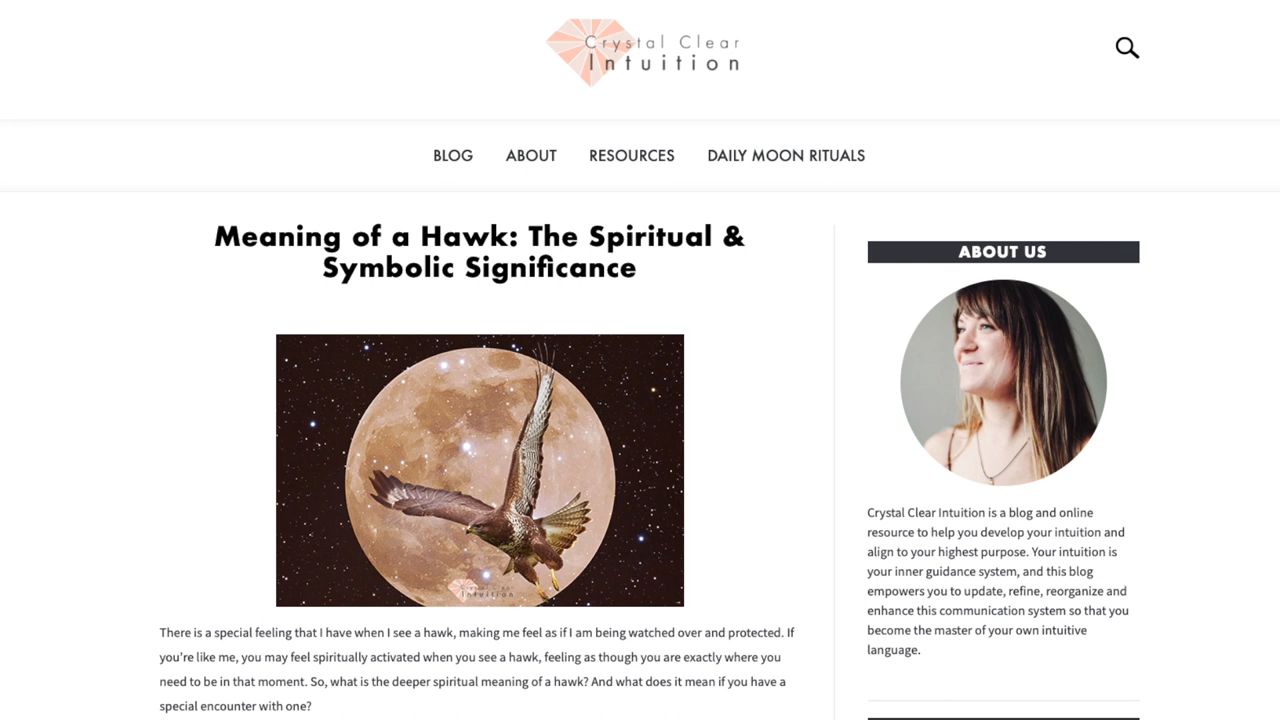 Crystal Clear
Intuition
BLOG ABOUT RESOURCES DAILY MOON RITUALS
Meaning of a Hawk: The Spiritual &
Symbolic Significance
Crystal Clear
Intuition
There is a special feeling that I have when I see a hawk, making me feel as if I am being watched over and protected. If
you're like me, you may feel spiritually activated when you see a hawk, feeling as though you are exactly where you
need to be in that moment. So, what is the deeper spiritual meaning of a hawk? And what does it mean if you have a
special encounter with one?
ABOUT US
Crystal Clear Intuition is a blog and online
resource to help you develop your intuition and
align to your highest purpose. Your intuition is
your inner guidance system, and this blog
empowers you to update, refine, reorganize and
enhance this communication system so that you
become the master of your own intuitive
language.